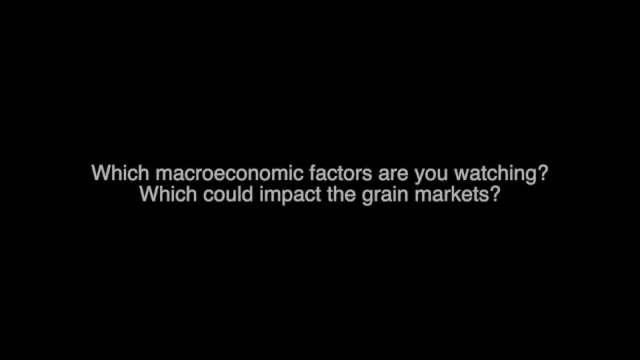 Which macroeconomic factors are you watching?
Which could impact the grain markets?